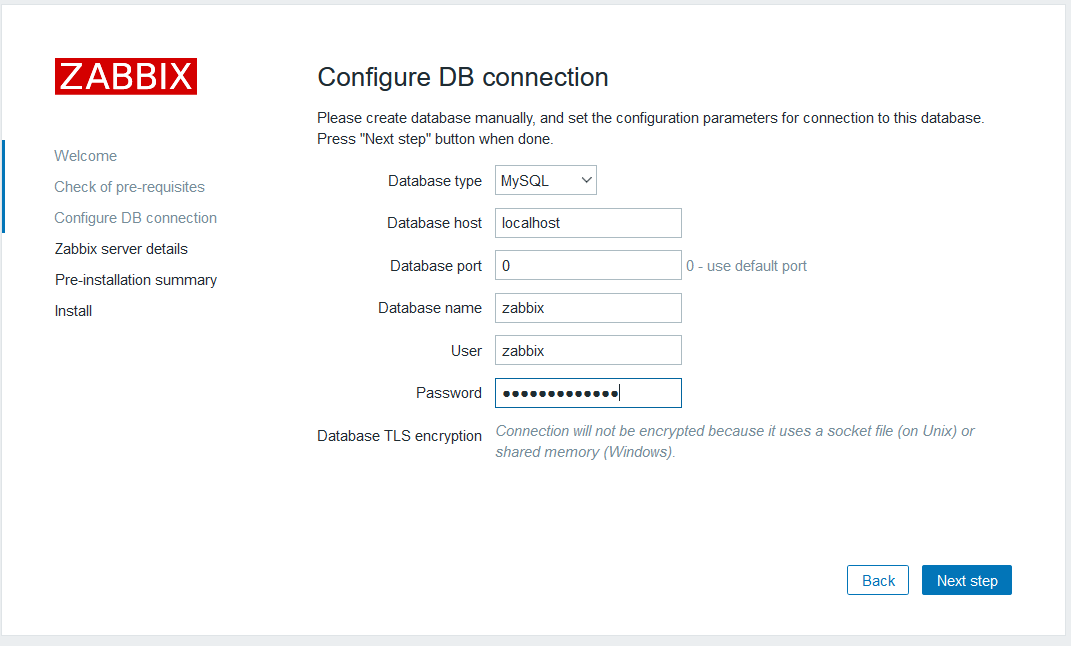 ZABBIX
Welcome
Check of pre-requisites
Configure DB connection
Zabbix server details
Pre-installation summary
Install
Configure DB connection
Please create database manually, and set the configuration parameters for connection to this database.
Press "Next step" button when done.
Database type MySQL
Database host localhost
Database port 0 0 - use default port
Database name zabbix
User zabbix
Password ●●●●●●●●●●●●●
Database TLS encryption Connection will not be encrypted because it uses a socket file (on Unix) or
shared memory (Windows).
Back Next step